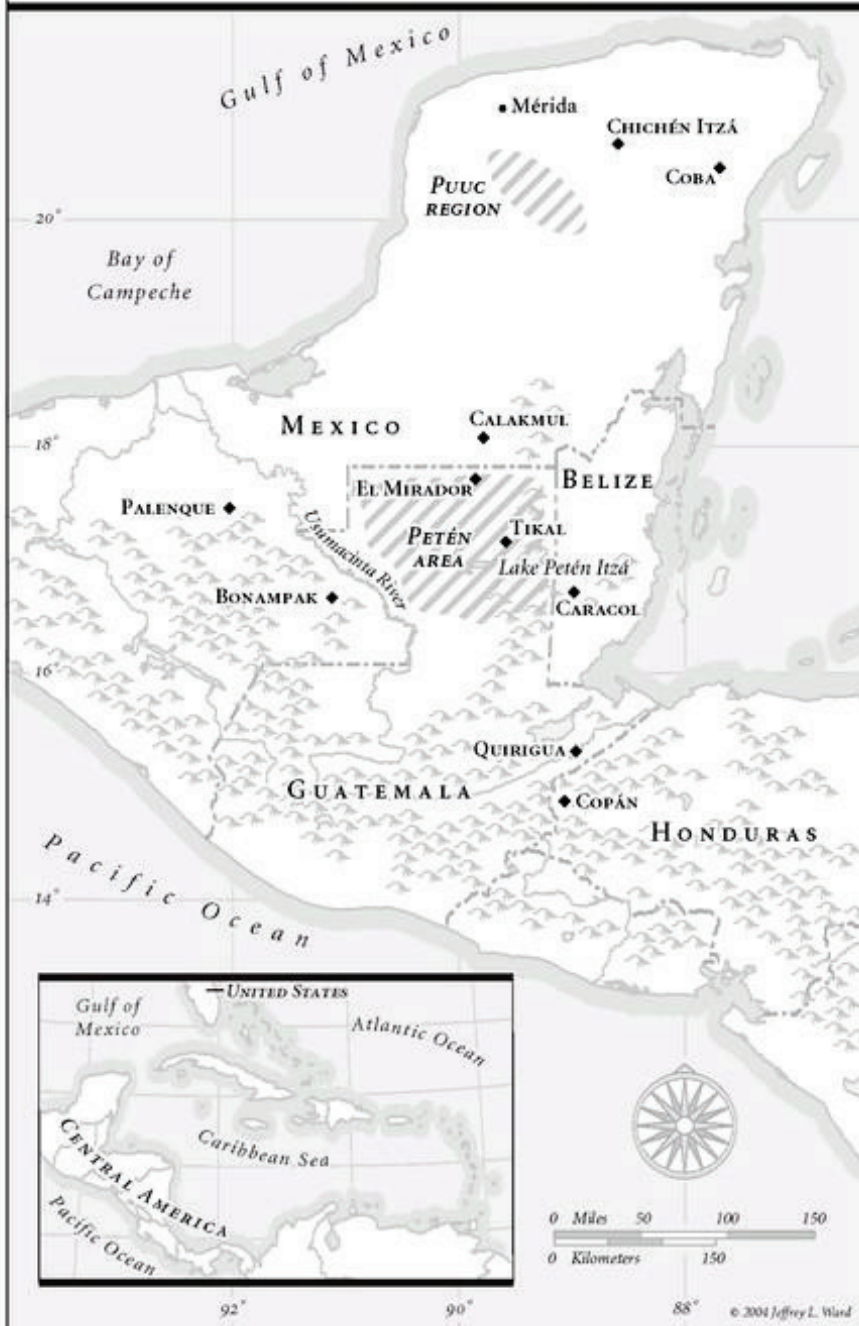 Gulf of Mexico
Mérida
CHICHÉN ITZÁ
COBA
PUUC
REGION
20°
Bay of
Campeche
MEXICO
CALAKMUL
18°
BELIZE
EL MIRADOR
PALENQUE
TIKAL
PETÉN
AREA
Usumacinta River
Lake Petén Itzá
BONAMPAK
CARACOL
16°
QUIRIGUA
GUATEMALA
COPÁN
HONDURAS
Pacific Ocean
14°
UNITED STATES
Gulf of
Mexico
Atlantic Ocean
Caribbean Sea
CENTRAL AMERICA
Pacific Ocean
0 Miles 50 100 150
0 Kilometers 150
92°
90°
88°
© 2004 Jeffrey L. Ward